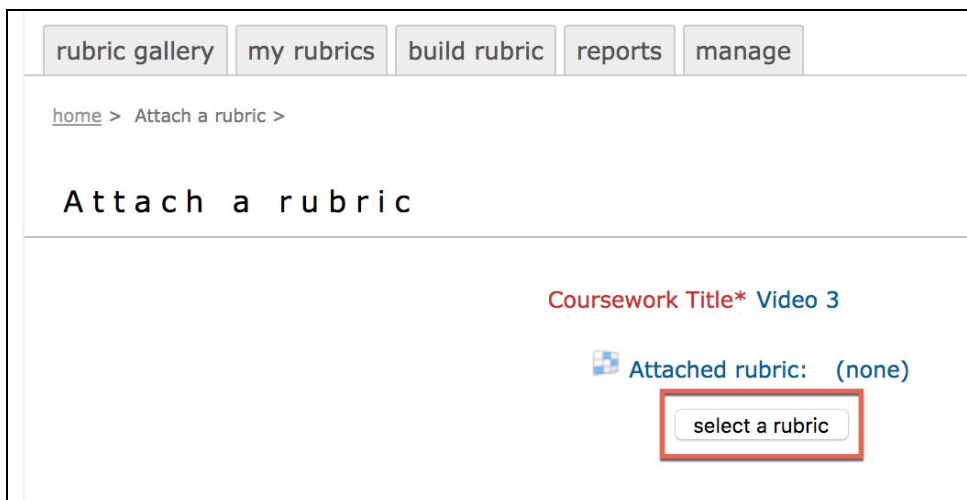 rubric gallery my rubrics build rubric reports manage
home > Attach a rubric >
Attach a rubric
Coursework Title* Video 3
Attached rubric: (none)
select a rubric